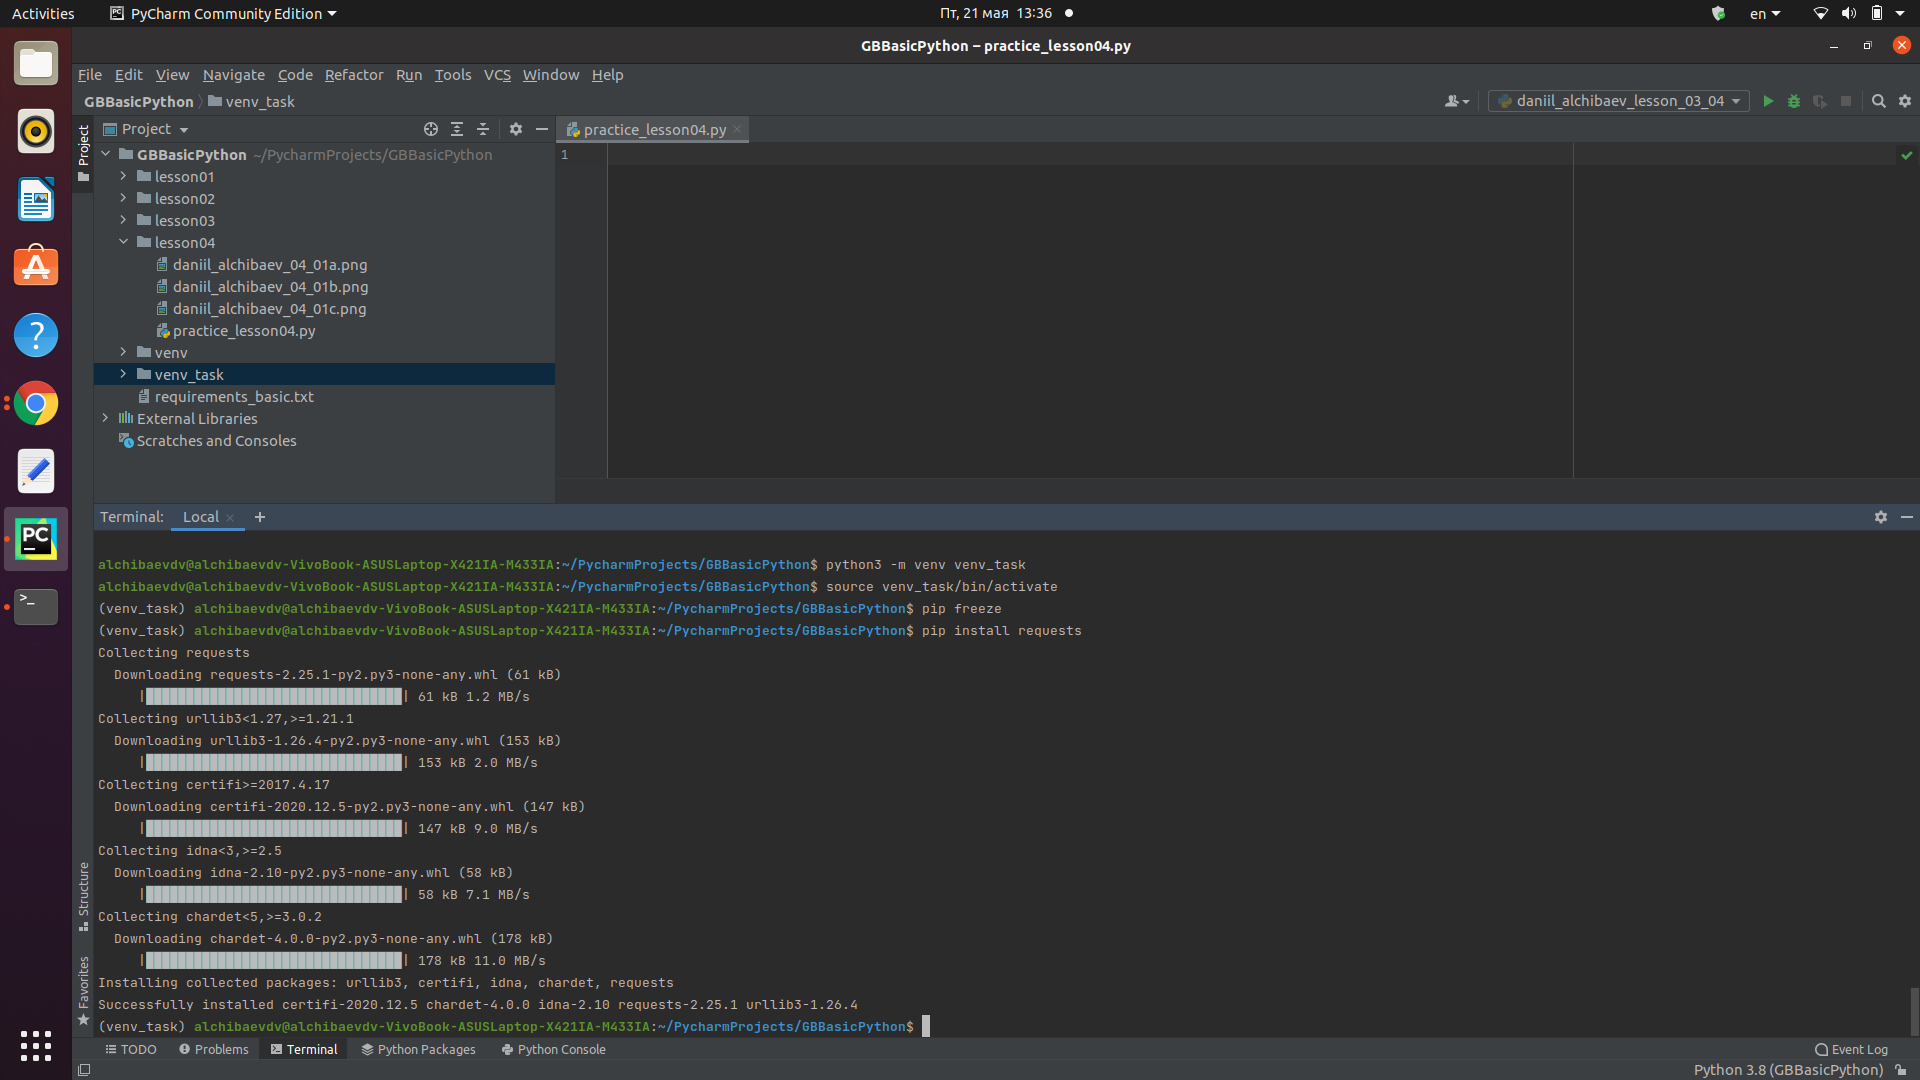 Activities
PyCharm Community Edition
Пт, 21 мая 13:36
en
GBBasicPython – practice_lesson04.py
File Edit View Navigate Code Refactor Run Tools VCS Window Help
GBBasicPython venv_task
daniil_alchibaev_lesson_03_04
Project
Project
practice_lesson04.py
1
GBBasicPython ~/PycharmProjects/GBBasicPython
lesson01
lesson02
lesson03
lesson04
daniil_alchibaev_04_01a.png
daniil_alchibaev_04_01b.png
daniil_alchibaev_04_01c.png
practice_lesson04.py
venv
venv_task
requirements_basic.txt
External Libraries
Scratches and Consoles
Terminal: Local
alchibaevdv@alchibaevdv-VivoBook-ASUSLaptop-X421IA-M433IA:~/PycharmProjects/GBBasicPython$ python3 -m venv venv_task
alchibaevdv@alchibaevdv-VivoBook-ASUSLaptop-X421IA-M433IA:~/PycharmProjects/GBBasicPython$ source venv_task/bin/activate
(venv_task) alchibaevdv@alchibaevdv-VivoBook-ASUSLaptop-X421IA-M433IA:~/PycharmProjects/GBBasicPython$ pip freeze
(venv_task) alchibaevdv@alchibaevdv-VivoBook-ASUSLaptop-X421IA-M433IA:~/PycharmProjects/GBBasicPython$ pip install requests
Collecting requests
Downloading requests-2.25.1-py2.py3-none-any.whl (61 kB)
|████████████████████████████████| 61 kB 1.2 MB/s
Collecting urllib3<1.27,>=1.21.1
Downloading urllib3-1.26.4-py2.py3-none-any.whl (153 kB)
|████████████████████████████████| 153 kB 2.0 MB/s
Collecting certifi>=2017.4.17
Downloading certifi-2020.12.5-py2.py3-none-any.whl (147 kB)
|████████████████████████████████| 147 kB 9.0 MB/s
Collecting idna<3,>=2.5
Downloading idna-2.10-py2.py3-none-any.whl (58 kB)
|████████████████████████████████| 58 kB 7.1 MB/s
Collecting chardet<5,>=3.0.2
Downloading chardet-4.0.0-py2.py3-none-any.whl (178 kB)
|████████████████████████████████| 178 kB 11.0 MB/s
Installing collected packages: urllib3, certifi, idna, chardet, requests
Successfully installed certifi-2020.12.5 chardet-4.0.0 idna-2.10 requests-2.25.1 urllib3-1.26.4
(venv_task) alchibaevdv@alchibaevdv-VivoBook-ASUSLaptop-X421IA-M433IA:~/PycharmProjects/GBBasicPython$
Structure
Favorites
PC
TODO Problems Terminal Python Packages Python Console
Event Log
Python 3.8 (GBBasicPython)